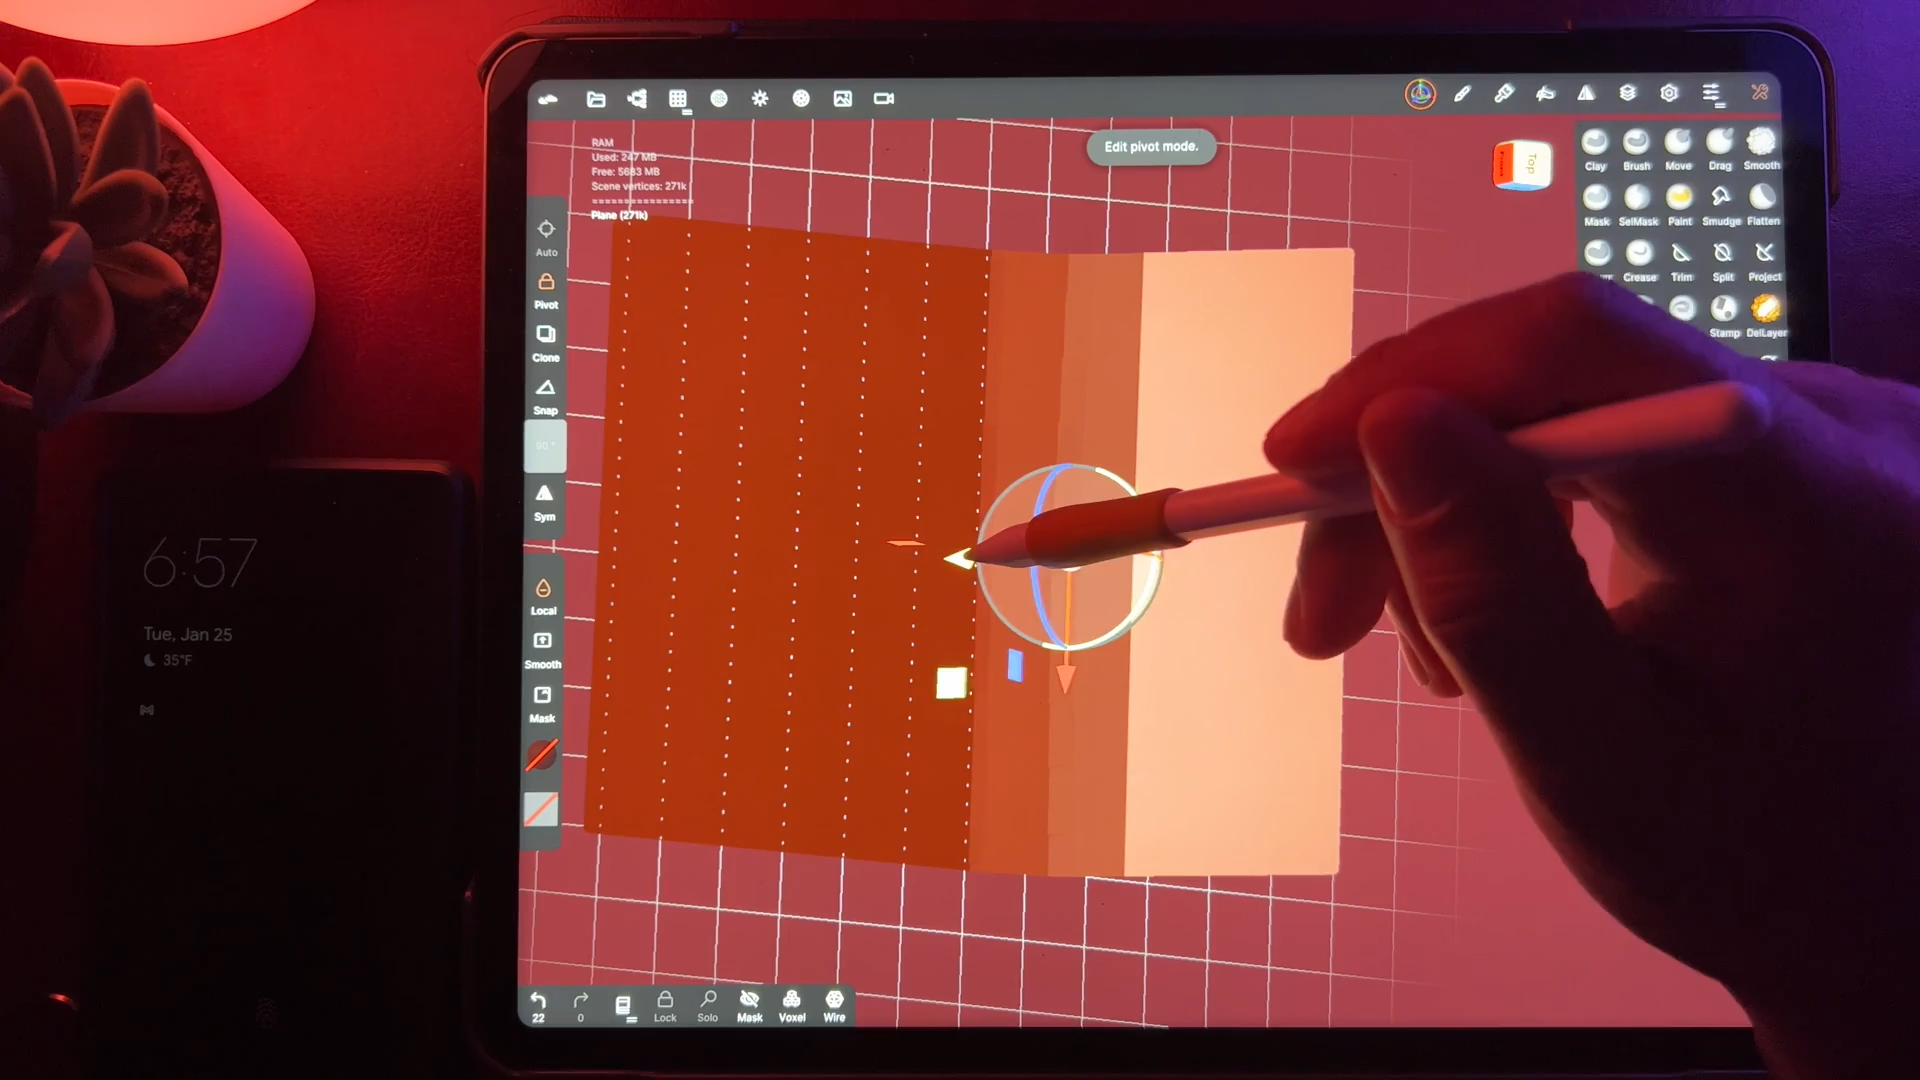 RAM
Used: 247 MB
Free: 5683 MB
Scene vertices: 271k
================
Plane (271k)
Edit pivot mode.
Top
Clay
Brush
Move
Drag
Smooth
Mask
SelMask
Paint
Smudge
Flatten
Crease
Trim
Split
Project
Stamp
DelLayer
Auto
Pivot
Clone
Snap
90 °
Sym
Local
Smooth
Mask
22
0
Lock
Solo
Mask
Voxel
Wire
6:57
Tue, Jan 25
35°F